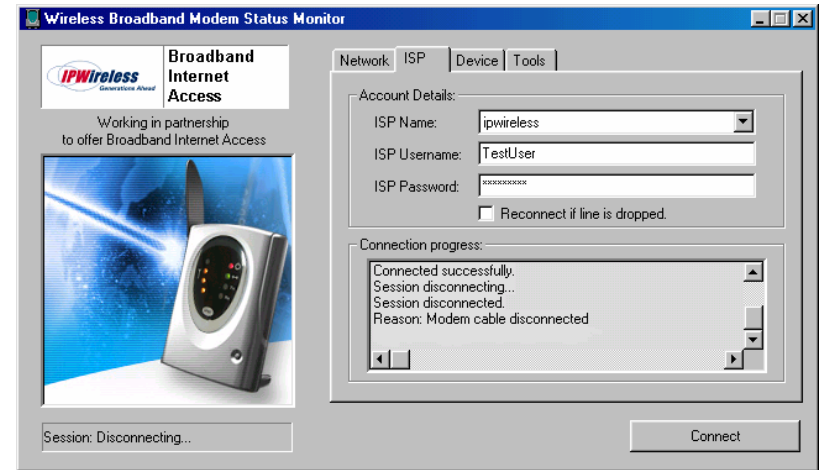 Wireless Broadband Modem Status Monitor
IPWireless
Generations Ahead
Broadband
Internet
Access
Working in partnership
to offer Broadband Internet Access
Session: Disconnecting...
Network ISP Device Tools
Account Details:
ISP Name: ipwireless
ISP Username: TestUser
ISP Password: xxxxxxxxx
Reconnect if line is dropped.
Connection progress:
Connected successfully.
Session disconnecting...
Session disconnected.
Reason: Modem cable disconnected
Connect